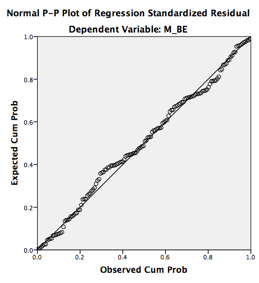 Normal P-P Plot of Regression Standardized Residual
Dependent Variable: M_BE
Expected Cum Prob
1.0
0.8
0.6
0.4
0.2
0.0
0.0 0.2 0.4 0.6 0.8 1.0
Observed Cum Prob